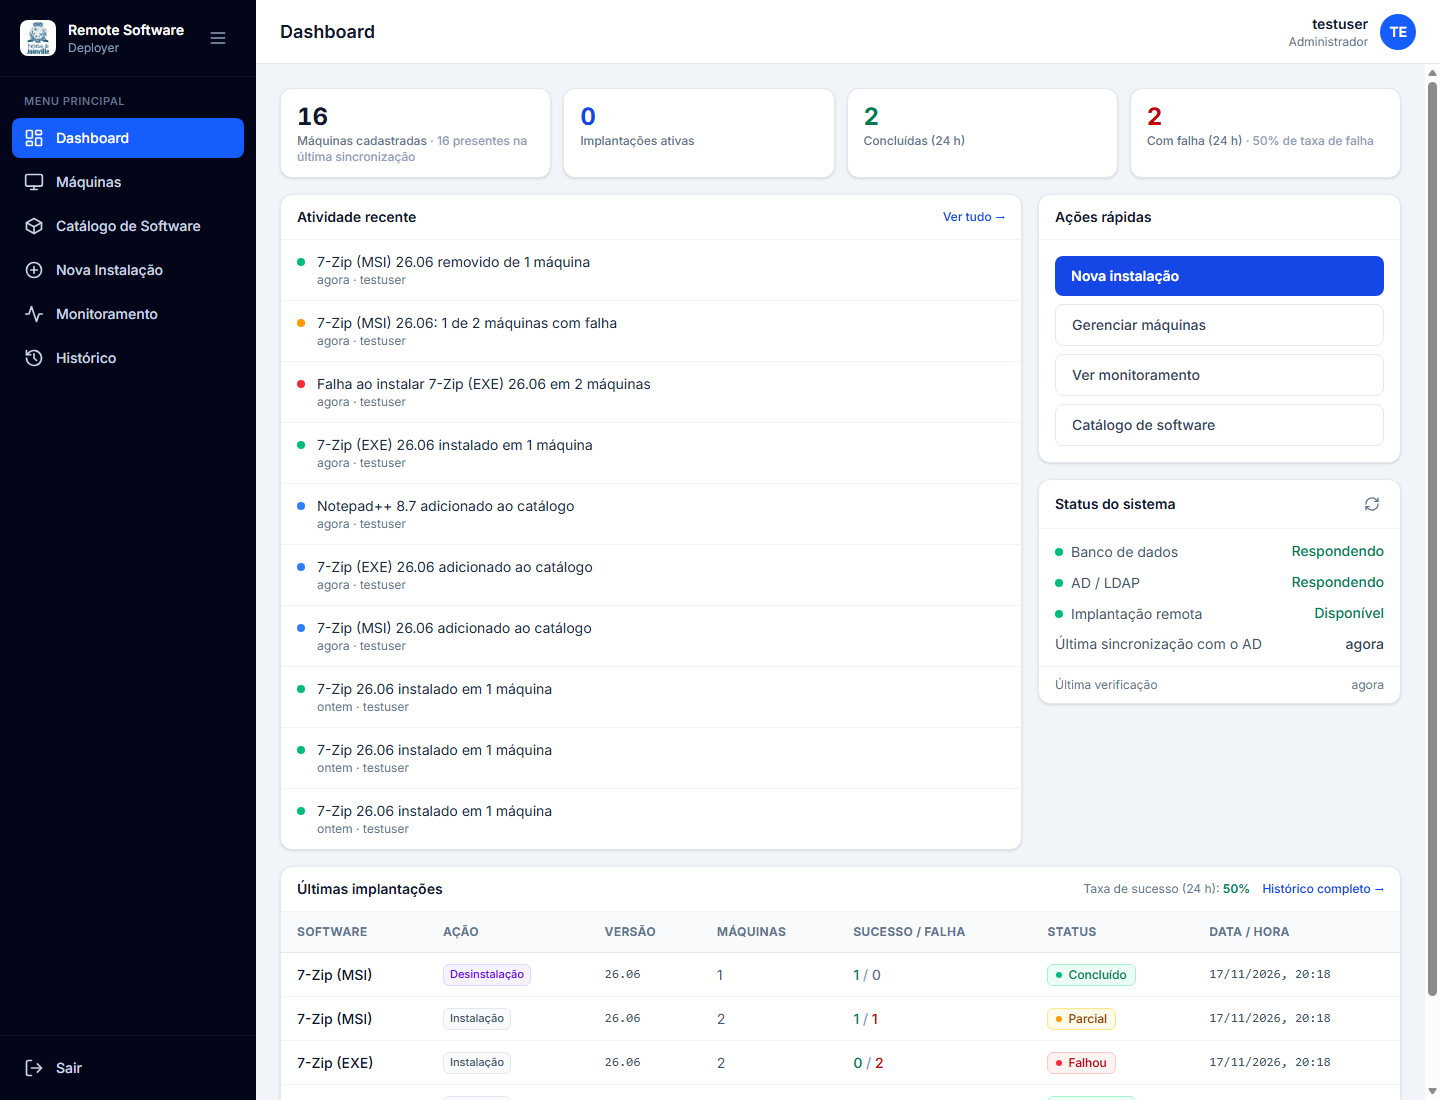 Remote Software
Deployer
MENU PRINCIPAL
Dashboard
Máquinas
Catálogo de Software
Nova Instalação
Monitoramento
Histórico
Sair
Dashboard
testuser
Administrador
TE
16
Máquinas cadastradas · 16 presentes na
última sincronização
0
Implantações ativas
2
Concluídas (24 h)
2
Com falha (24 h) · 50% de taxa de falha
Atividade recente
Ver tudo →
7-Zip (MSI) 26.06 removido de 1 máquina
agora · testuser
7-Zip (MSI) 26.06: 1 de 2 máquinas com falha
agora · testuser
Falha ao instalar 7-Zip (EXE) 26.06 em 2 máquinas
agora · testuser
7-Zip (EXE) 26.06 instalado em 1 máquina
agora · testuser
Notepad++ 8.7 adicionado ao catálogo
agora · testuser
7-Zip (EXE) 26.06 adicionado ao catálogo
agora · testuser
7-Zip (MSI) 26.06 adicionado ao catálogo
agora · testuser
7-Zip 26.06 instalado em 1 máquina
ontem · testuser
7-Zip 26.06 instalado em 1 máquina
ontem · testuser
7-Zip 26.06 instalado em 1 máquina
ontem · testuser
Ações rápidas
Nova instalação
Gerenciar máquinas
Ver monitoramento
Catálogo de software
Status do sistema
Banco de dados Respondendo
AD / LDAP Respondendo
Implantação remota Disponível
Última sincronização com o AD agora
Última verificação agora
Últimas implantações
Taxa de sucesso (24 h): 50% Histórico completo →
SOFTWARE AÇÃO VERSÃO MÁQUINAS SUCESSO / FALHA STATUS DATA / HORA
7-Zip (MSI) Desinstalação 26.06 1 1 / 0 Concluído 17/11/2026, 20:18
7-Zip (MSI) Instalação 26.06 2 1 / 1 Parcial 17/11/2026, 20:18
7-Zip (EXE) Instalação 26.06 2 0 / 2 Falhou 17/11/2026, 20:18